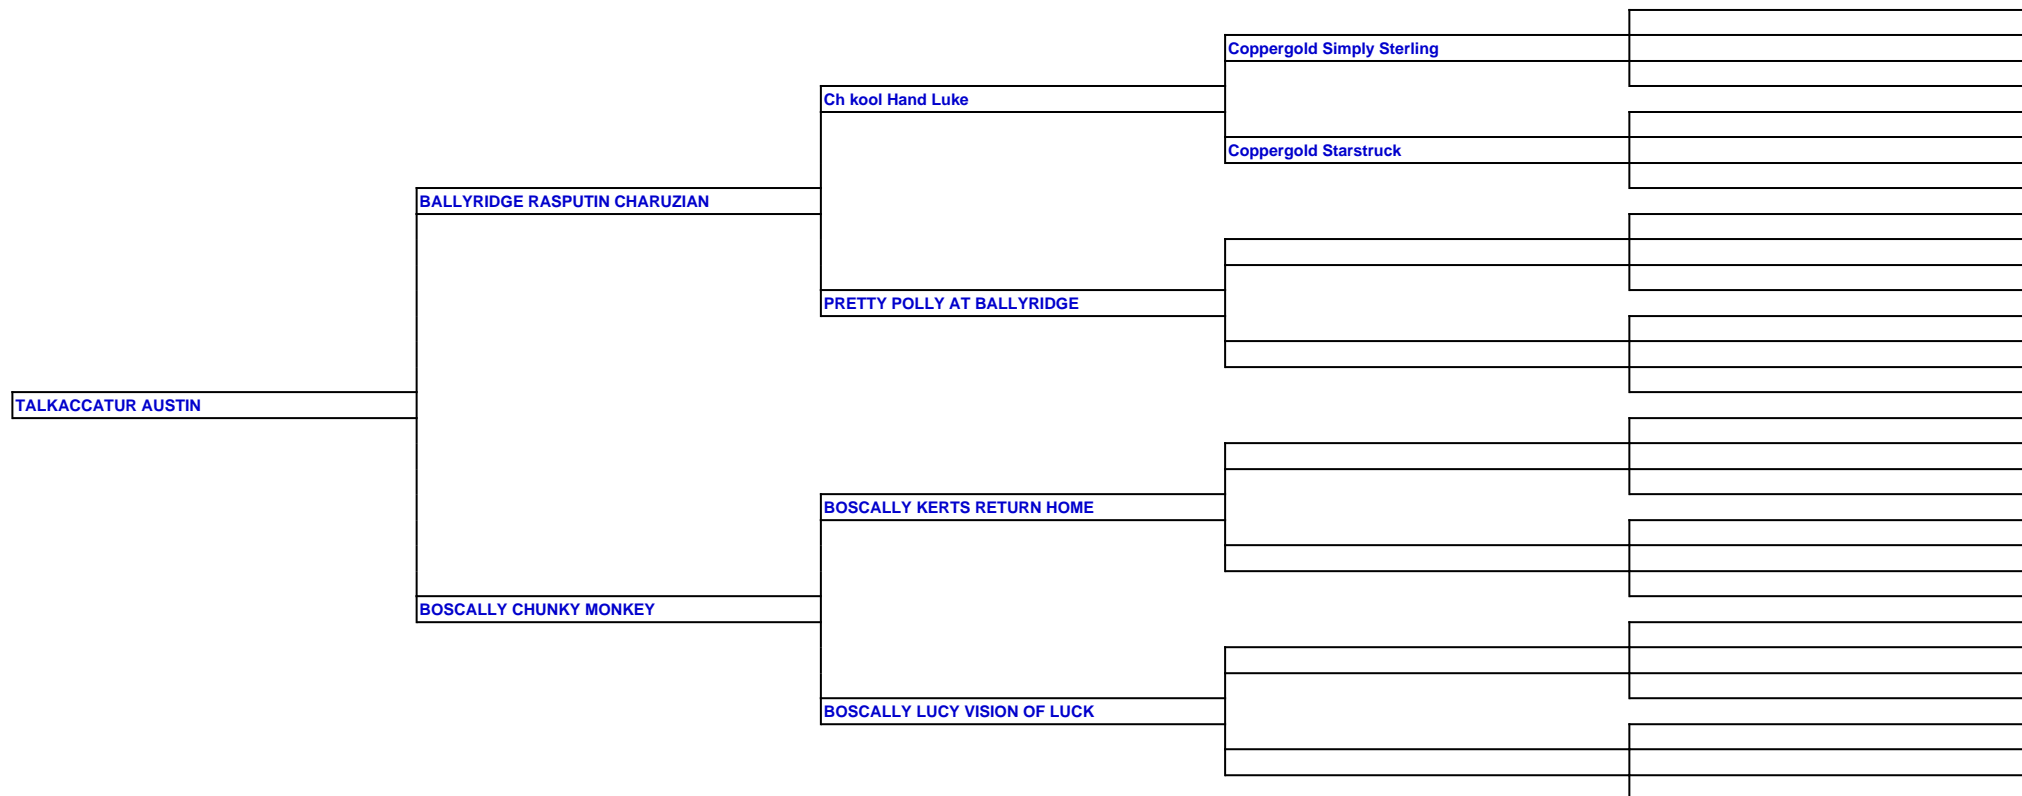 Coppergold Simply Sterling
Ch kool Hand Luke
Coppergold Starstruck
BALLYRIDGE RASPUTIN CHARUZIAN
PRETTY POLLY AT BALLYRIDGE
TALKACCATUR AUSTIN
BOSCALLY KERTS RETURN HOME
BOSCALLY CHUNKY MONKEY
BOSCALLY LUCY VISION OF LUCK